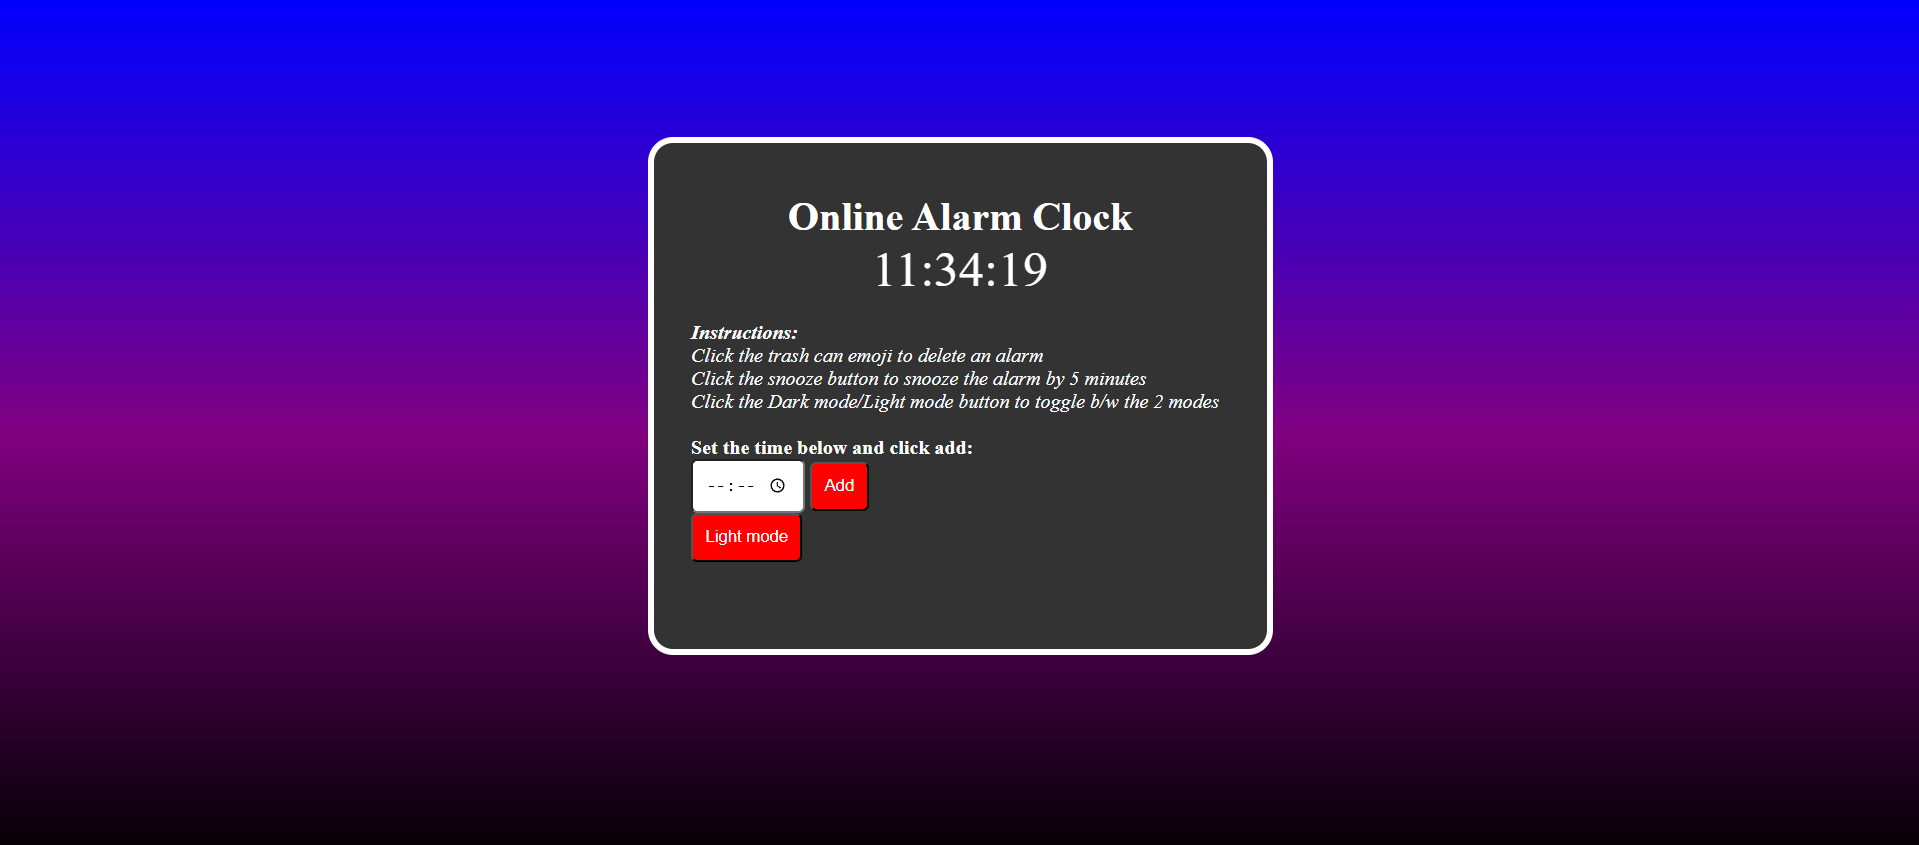 Online Alarm Clock
11:34:19
Instructions:
Click the trash can emoji to delete an alarm
Click the snooze button to snooze the alarm by 5 minutes
Click the Dark mode/Light mode button to toggle b/w the 2 modes
Set the time below and click add:
--:-- Add
Light mode